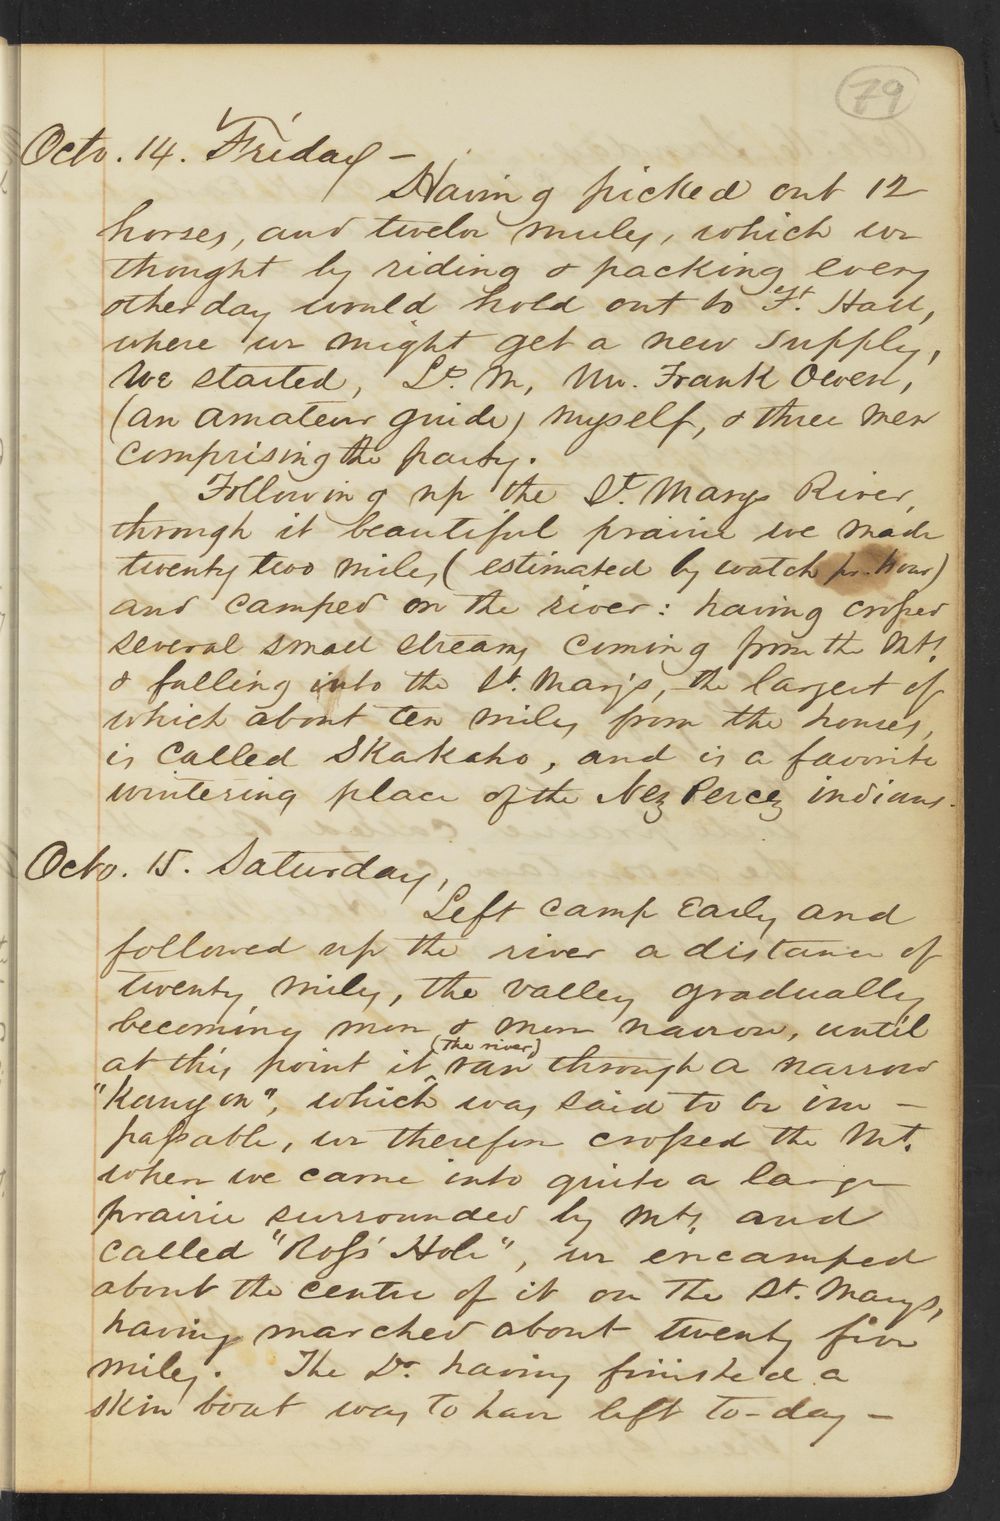 79
Octo. 14. Friday –
Having picked out 12
horses, and twelve mules, which we
thought by riding & packing every
other day would hold out to Ft. Hall,
where we might get a new supply,
We started, Lt. M, Mr. Frank Owen,
(an amateur guide) myself, & three men
comprising the party.
Following up the St. Marys River,
through it beautiful prairie we made
twenty two miles (estimated by watch pr. hour)
and camped on the river: having crossed
several small streams coming from the Mts.
& falling into the St. Mary's, the largest of
which about ten miles from the houses,
is called Skakaho, and is a favorite
wintering place of the Nez Percez indians.
Octo. 15. Saturday,
Left camp early and
followed up the river a distance of
twenty miles, the valley gradually
becoming more & more narrow, until
at this point it (the river) ran through a narrow
"Kanyon", which was said to be im –
passable, we therefore crossed the Mt.
when we came into quite a large
prairie surrounded by Mts. and
called "Ross' Hole", we encamped
about the centre of it on the St. Marys,
having marched about twenty five
miles. The Dr. having finished a
skin boat was to have left to-day –